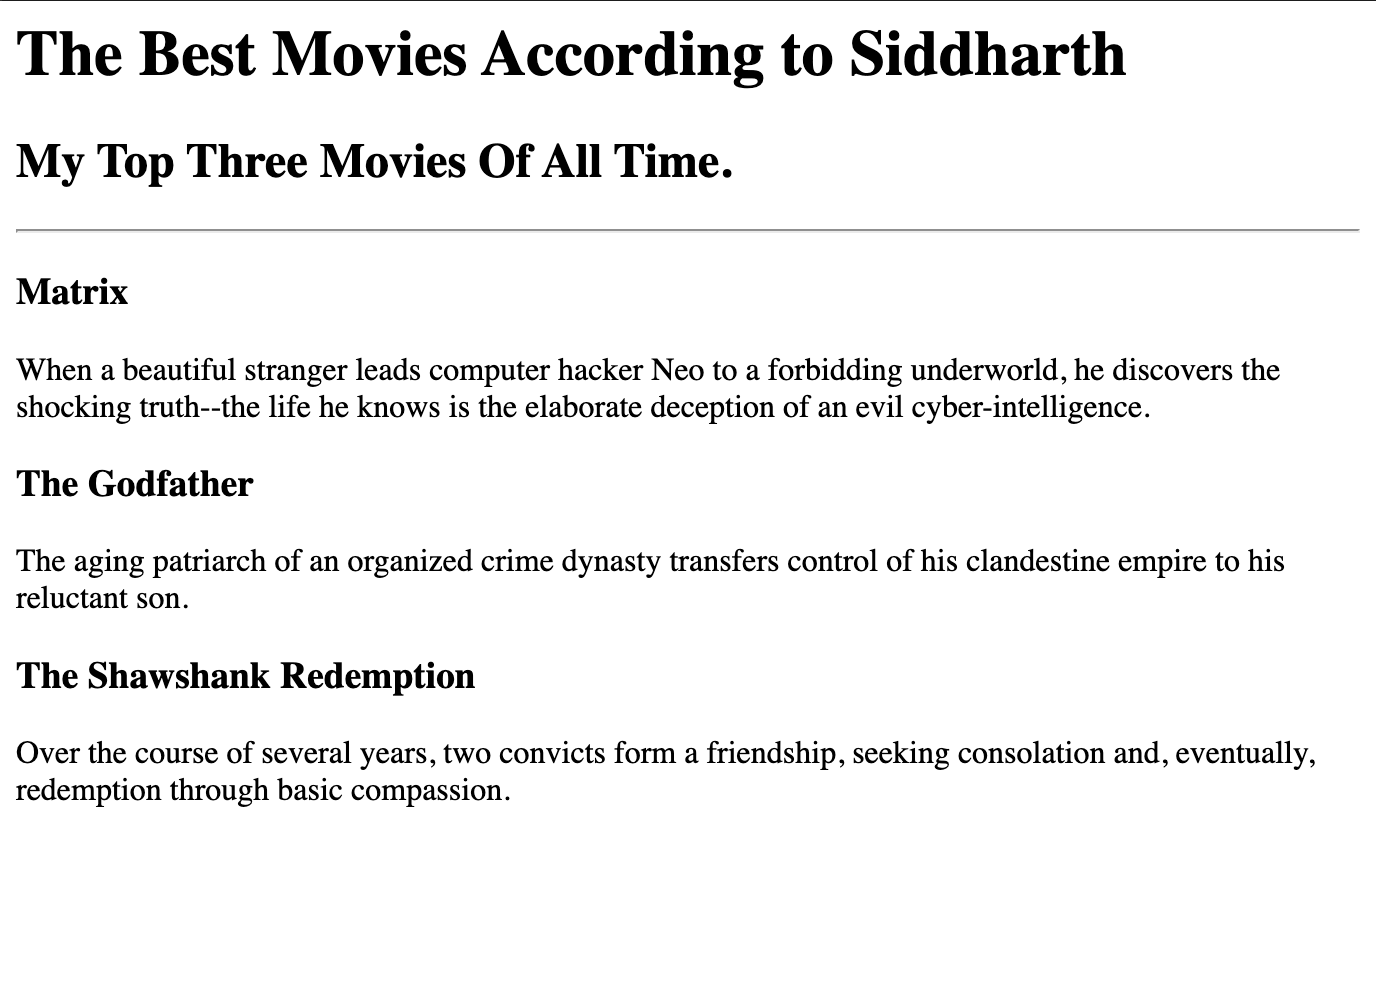 The Best Movies According to Siddharth
My Top Three Movies Of All Time.
Matrix
When a beautiful stranger leads computer hacker Neo to a forbidding underworld, he discovers the
shocking truth--the life he knows is the elaborate deception of an evil cyber-intelligence.
The Godfather
The aging patriarch of an organized crime dynasty transfers control of his clandestine empire to his
reluctant son.
The Shawshank Redemption
Over the course of several years, two convicts form a friendship, seeking consolation and, eventually,
redemption through basic compassion.